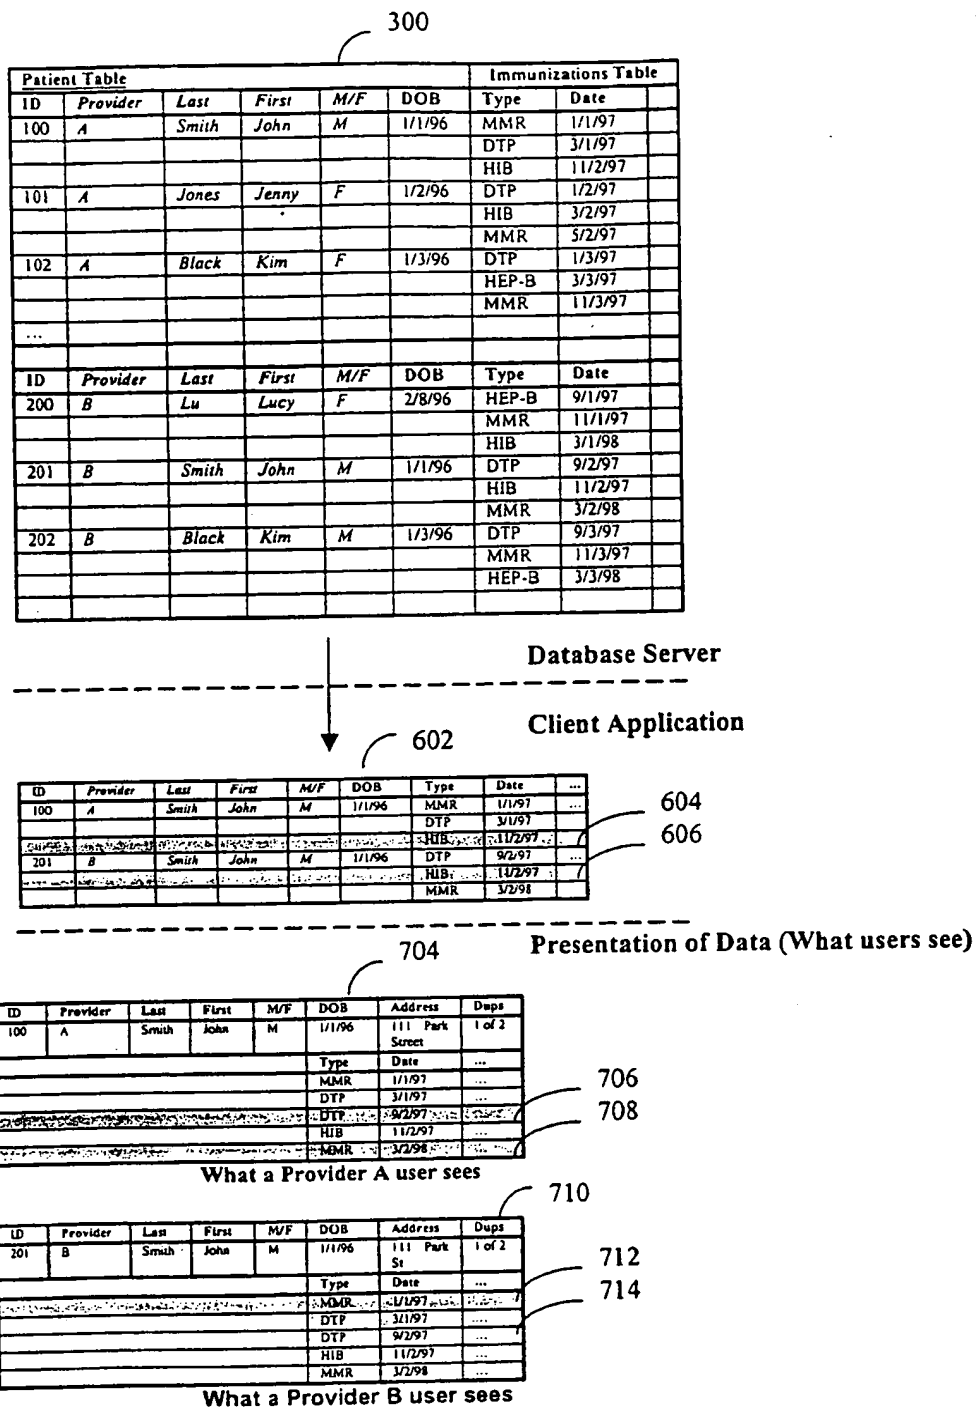 300
Patient Table Immunizations Table
ID Provider Last First M/F DOB Type Date
100 A Smith John M 1/1/96 MMR 1/1/97
DTP 3/1/97
HIB 11/2/97
101 A Jones Jenny F 1/2/96 DTP 1/2/97
HIB 3/2/97
MMR 5/2/97
102 A Black Kim F 1/3/96 DTP 1/3/97
HEP-B 3/3/97
MMR 11/3/97
...
ID Provider Last First M/F DOB Type Date
200 B Lu Lucy F 2/8/96 HEP-B 9/1/97
MMR 11/1/97
HIB 3/1/98
201 B Smith John M 1/1/96 DTP 9/2/97
HIB 11/2/97
MMR 3/2/98
202 B Black Kim M 1/3/96 DTP 9/3/97
MMR 11/3/97
HEP-B 3/3/98
Database Server
Client Application
602
ID Provider Last First M/F DOB Type Date ...
100 A Smith John M 1/1/96 MMR 1/1/97 ...
DTP 3/1/97
HIB 11/2/97 604
201 B Smith John M 1/1/96 DTP 9/2/97 ...
HIB 11/2/97 606
MMR 3/2/98
Presentation of Data (What users see)
704
ID Provider Last First M/F DOB Address Dups
100 A Smith John M 1/1/96 111 Park 1 of 2
Street
Type Date ...
MMR 1/1/97 ...
DTP 3/1/97 ...
DTP 9/2/97 706
HIB 11/2/97 ...
MMR 3/2/98 708
What a Provider A user sees
710
ID Provider Last First M/F DOB Address Dups
201 B Smith John M 1/1/96 111 Park 1 of 2
St
Type Date ...
MMR 1/1/97 712
DTP 3/1/97 ...
DTP 9/2/97 ... 714
HIB 11/2/97 ...
MMR 3/2/98 ...
What a Provider B user sees